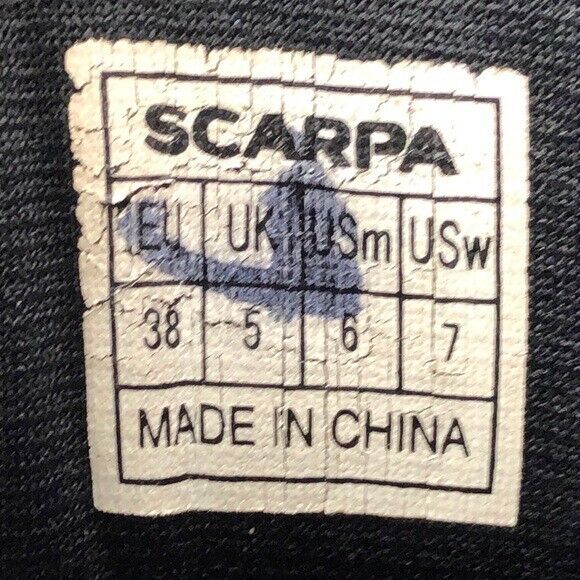 SCARPA
EU UK USm USw
38 5 6 7
MADE IN CHINA